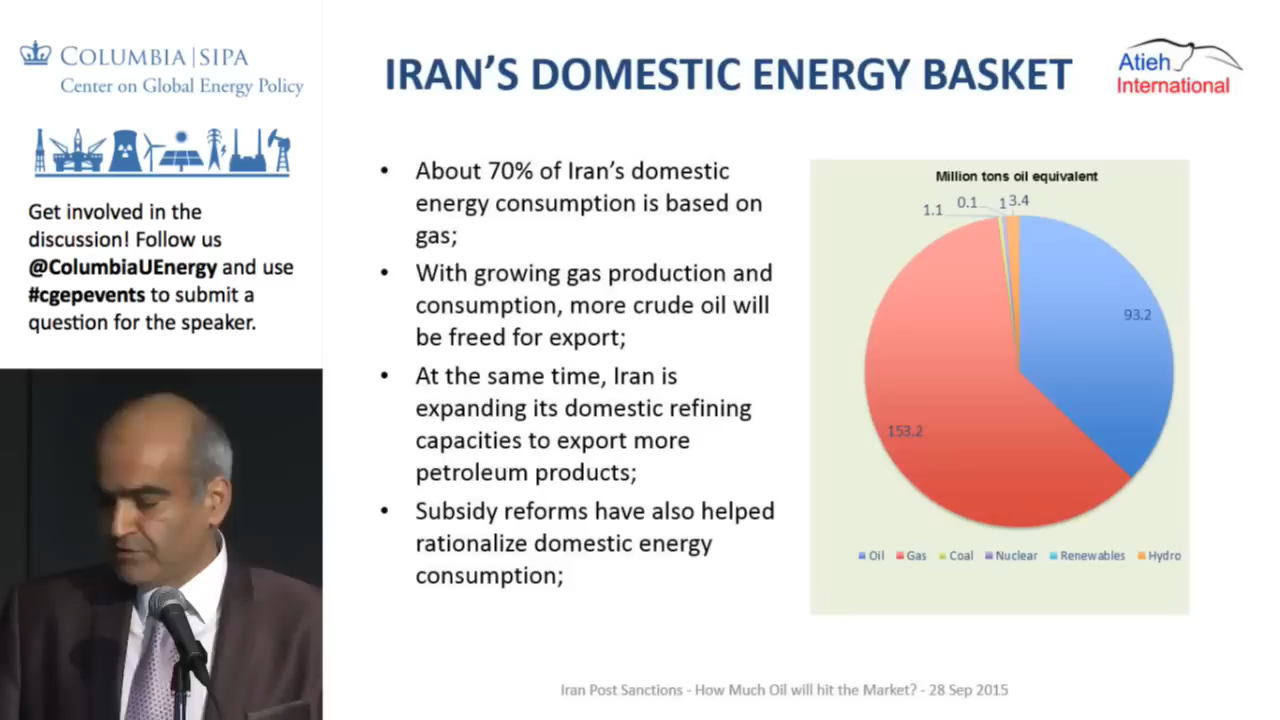 COLUMBIA | SIPA
Center on Global Energy Policy
Get involved in the
discussion! Follow us
@ColumbiaUEnergy and use
#cgepevents to submit a
question for the speaker.
IRAN'S DOMESTIC ENERGY BASKET
Atieh
International
• About 70% of Iran's domestic
energy consumption is based on
gas;
• With growing gas production and
consumption, more crude oil will
be freed for export;
• At the same time, Iran is
expanding its domestic refining
capacities to export more
petroleum products;
• Subsidy reforms have also helped
rationalize domestic energy
consumption;
Million tons oil equivalent
1.1 0.1 1 3.4
93.2
153.2
Oil Gas Coal Nuclear Renewables Hydro
Iran Post Sanctions - How Much Oil will hit the Market? - 28 Sep 2015